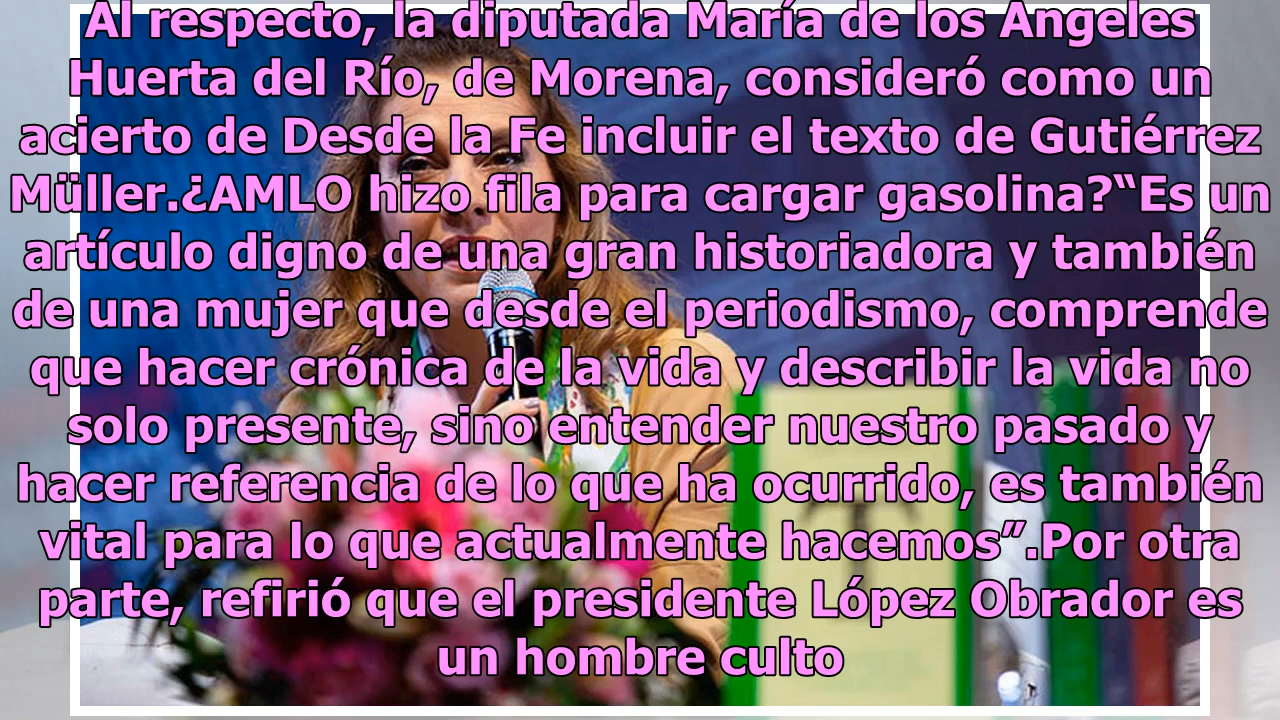 Al respecto, la diputada María de los Ángeles
Huerta del Río, de Morena, consideró como un
acierto de Desde la Fe incluir el texto de Gutiérrez
Müller.¿AMLO hizo fila para cargar gasolina?“Es un
artículo digno de una gran historiadora y también
de una mujer que desde el periodismo, comprende
que hacer crónica de la vida y describir la vida no
solo presente, sino entender nuestro pasado y
hacer referencia de lo que ha ocurrido, es también
vital para lo que actualmente hacemos”.Por otra
parte, refirió que el presidente López Obrador es
un hombre culto